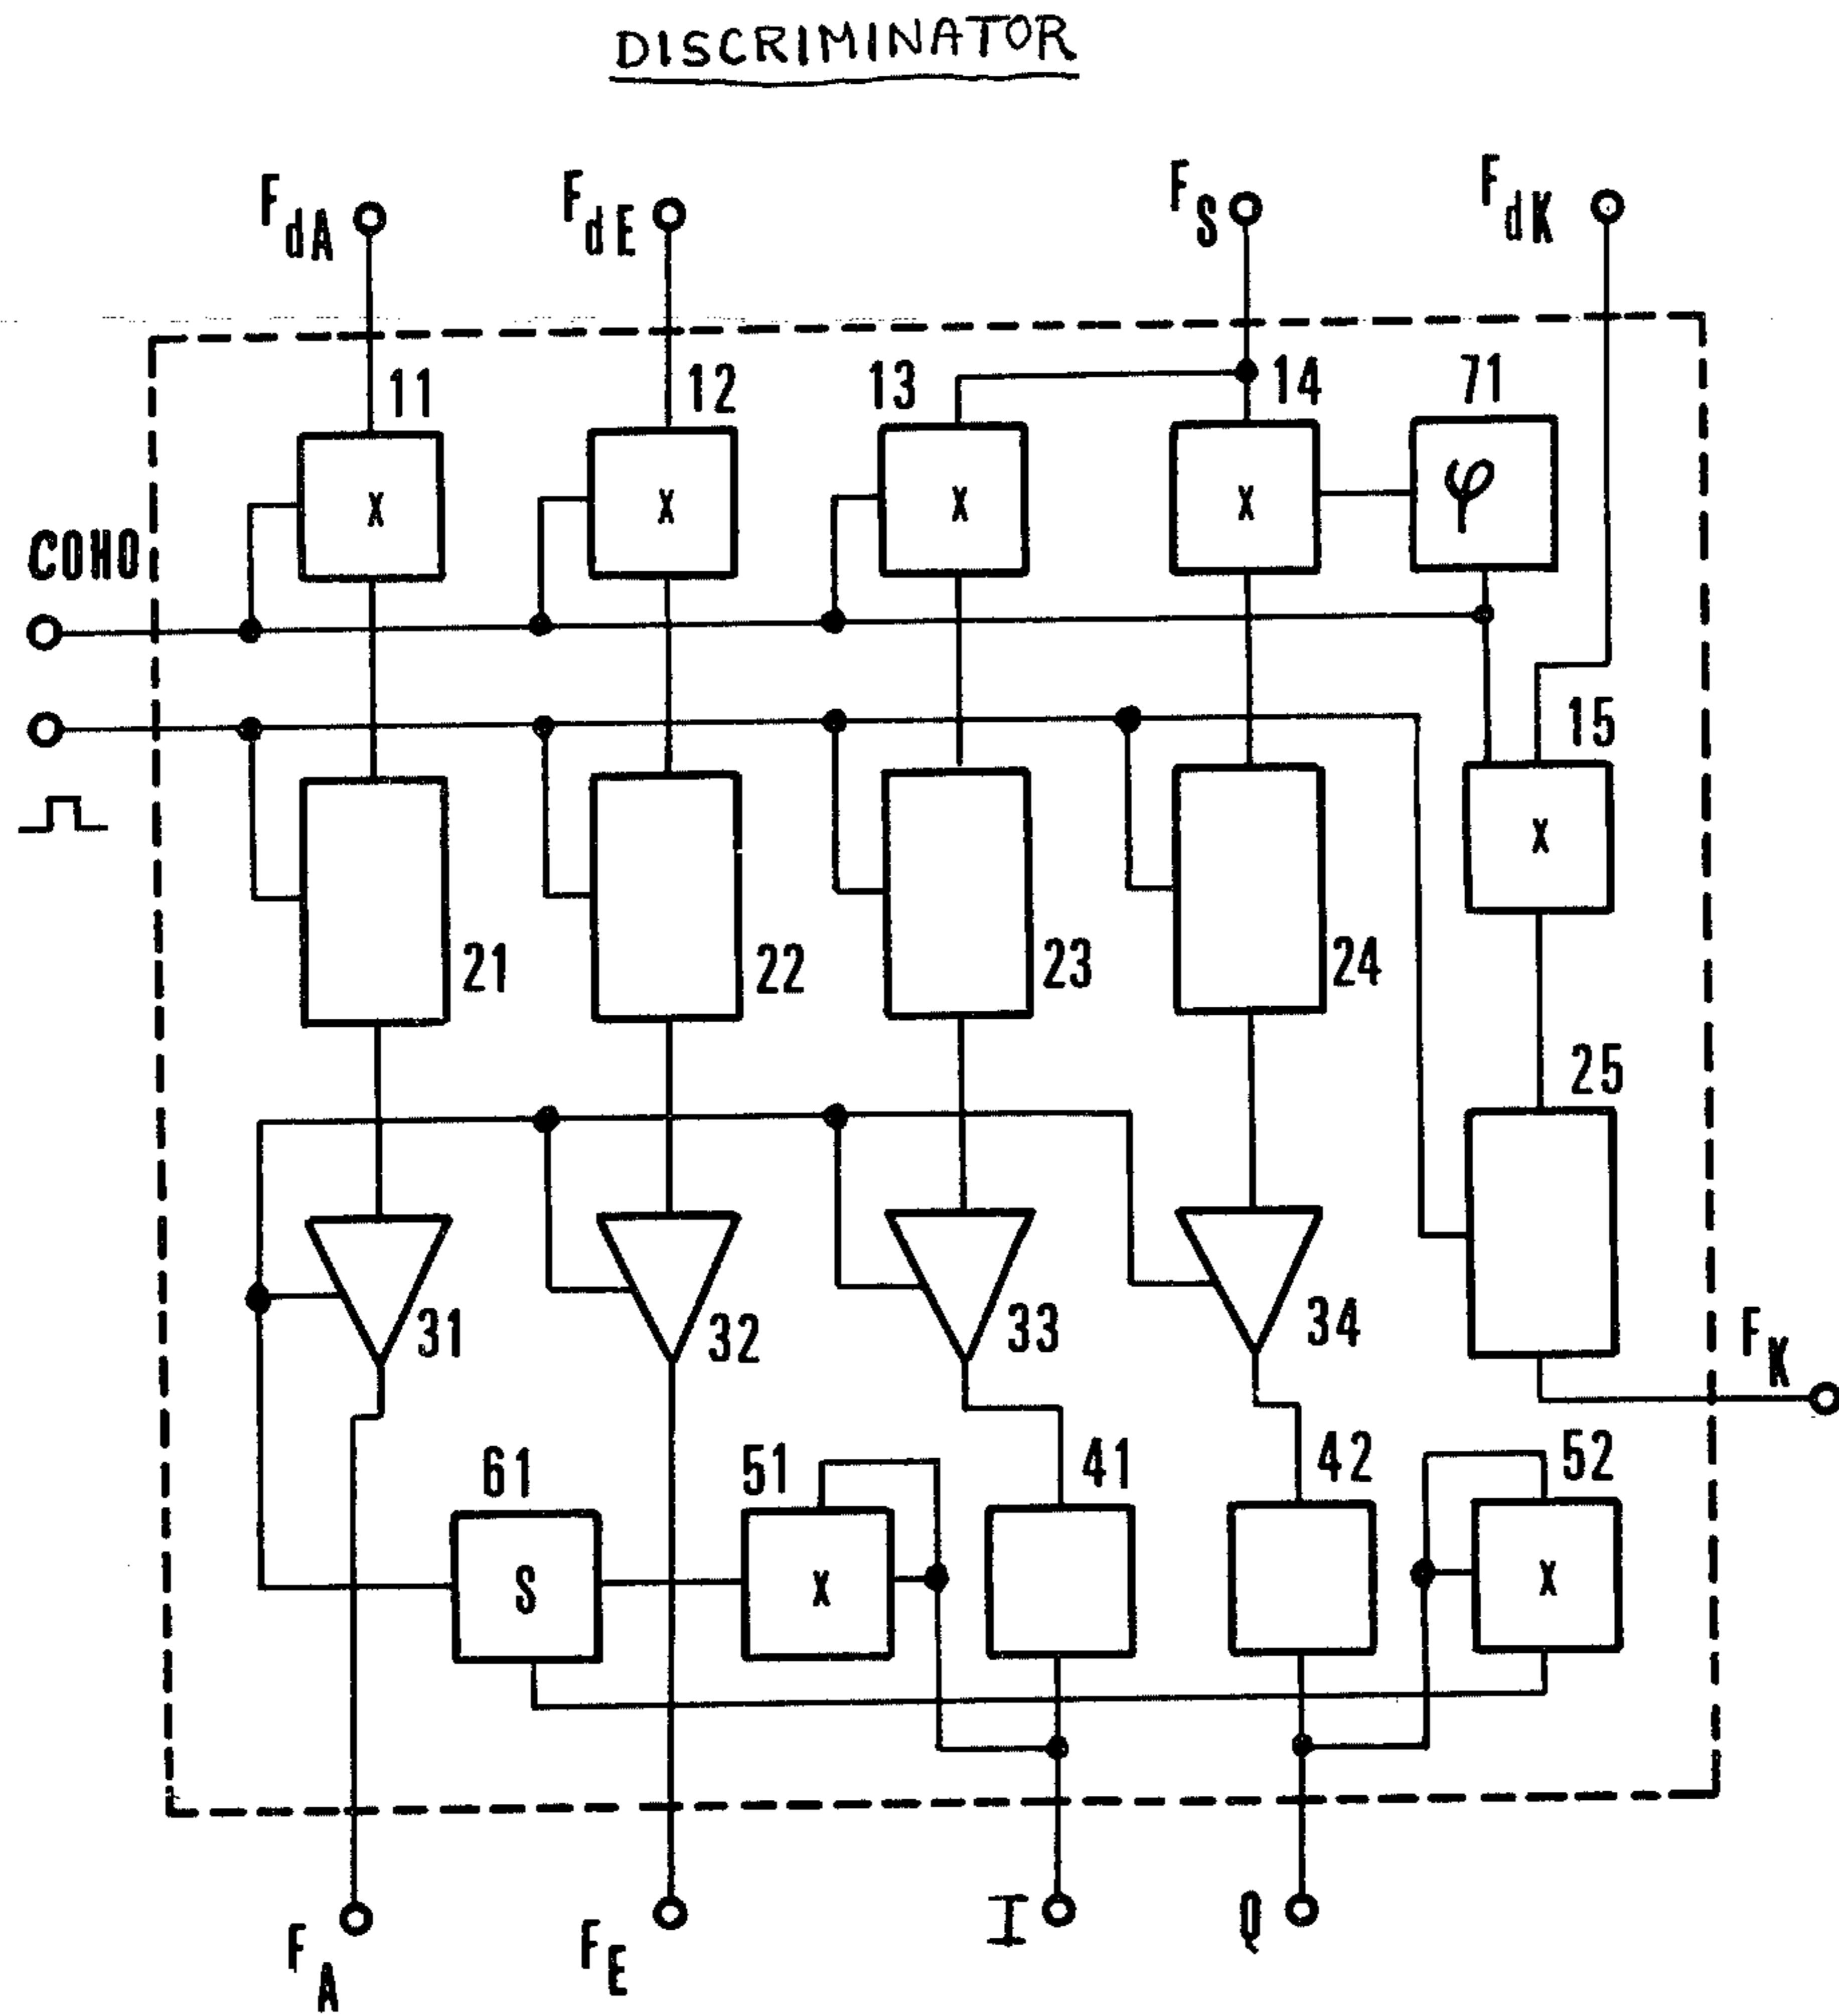 DISCRIMINATOR
FdA
FdE
FS
FdK
11
12
13
14
71
X
X
X
X
φ
COHO
15
X
21
22
23
24
25
31
32
33
34
FK
61
51
41
42
52
S
X
X
FA
FE
I
Q